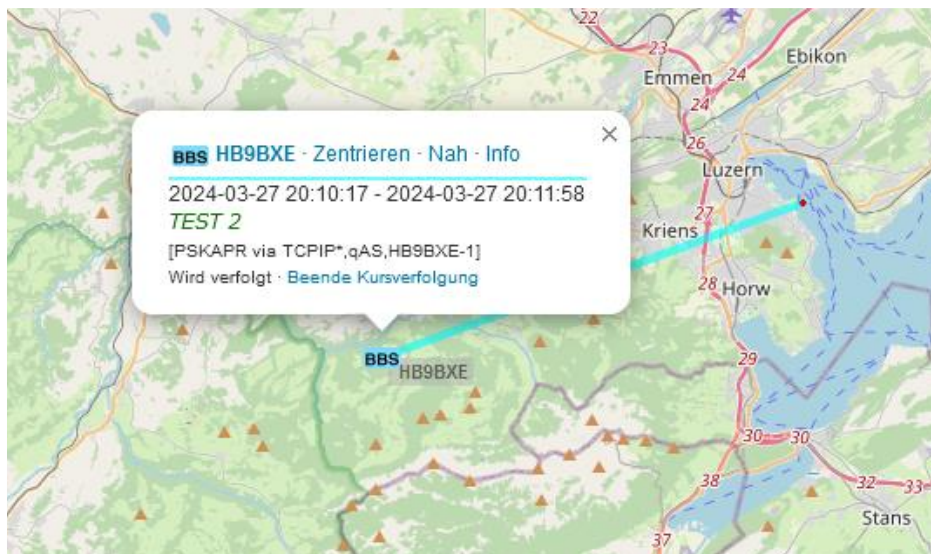 22
23
Ebikon
Emmen
24
24
26
×
BBS HB9BXE · Zentrieren · Nah · Info
Luzern
2024-03-27 20:10:17 - 2024-03-27 20:11:58
TEST 2
27
Kriens
[PSKAPR via TCPIP*,qAS,HB9BXE-1]
Wird verfolgt · Beende Kursverfolgung
28
Horw
BBS
HB9BXE
29
30
30
38
32
33
Stans
37